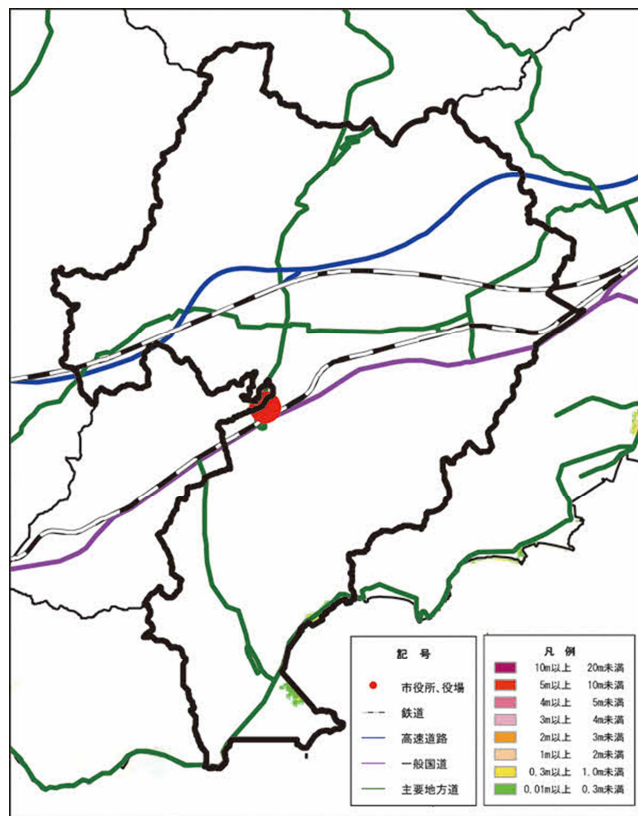 記 号
市役所、役場
鉄道
高速道路
一般国道
主要地方道
凡 例
10m以上 20m未満
5m以上 10m未満
4m以上 5m未満
3m以上 4m未満
2m以上 3m未満
1m以上 2m未満
0.3m以上 1.0m未満
0.01m以上 0.3m未満